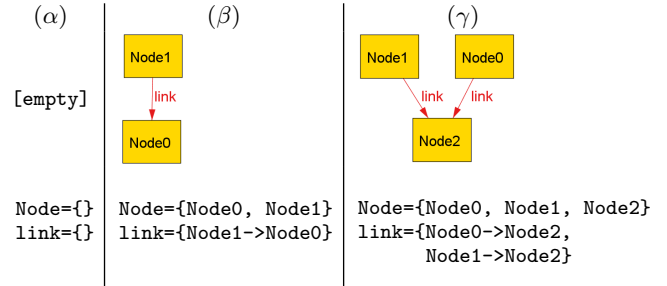 (α) (β) (γ)
Node1
link
Node0
Node1 Node0
link link
Node2
[empty]
Node={}
link={}
Node={Node0, Node1}
link={Node1->Node0}
Node={Node0, Node1, Node2}
link={Node0->Node2,
Node1->Node2}